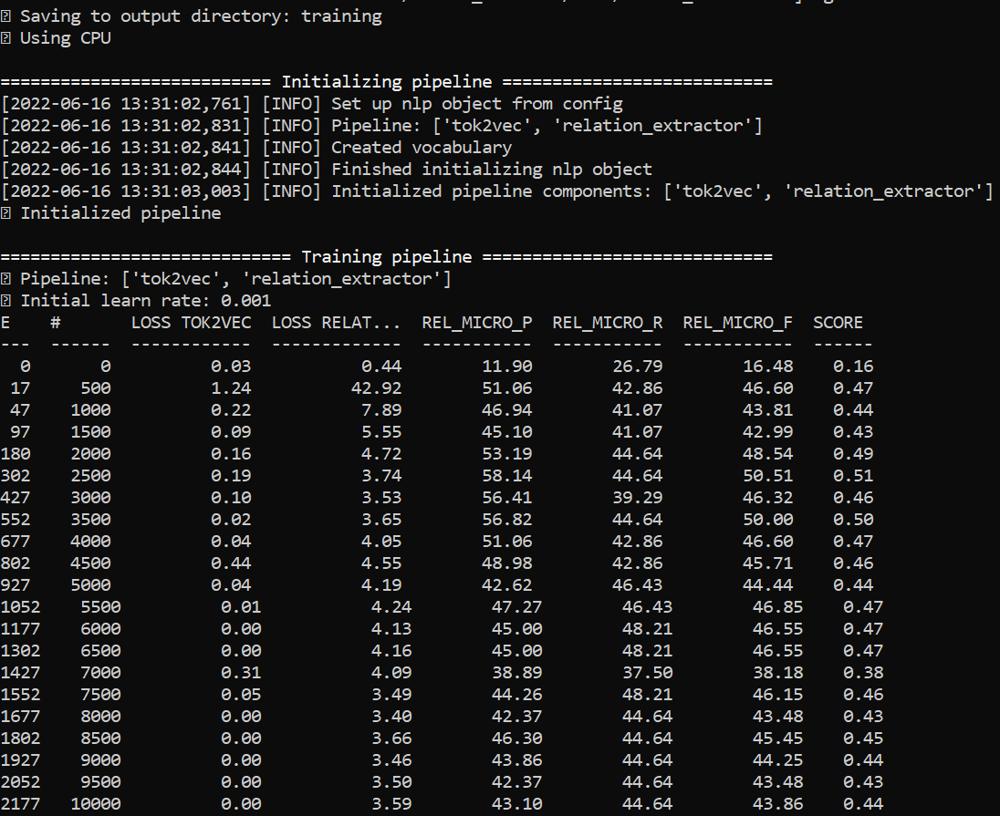 ⍰ Saving to output directory: training
⍰ Using CPU
=========================== Initializing pipeline ===========================
[2022-06-16 13:31:02,761] [INFO] Set up nlp object from config
[2022-06-16 13:31:02,831] [INFO] Pipeline: ['tok2vec', 'relation_extractor']
[2022-06-16 13:31:02,841] [INFO] Created vocabulary
[2022-06-16 13:31:02,844] [INFO] Finished initializing nlp object
[2022-06-16 13:31:03,003] [INFO] Initialized pipeline components: ['tok2vec', 'relation_extractor']
⍰ Initialized pipeline
============================= Training pipeline =============================
⍰ Pipeline: ['tok2vec', 'relation_extractor']
⍰ Initial learn rate: 0.001
E    #       LOSS TOK2VEC  LOSS RELAT...  REL_MICRO_P  REL_MICRO_R  REL_MICRO_F  SCORE
---  ------  ------------  -------------  -----------  -----------  -----------  ------
0       0          0.03           0.44        11.90        26.79        16.48    0.16
17     500          1.24          42.92        51.06        42.86        46.60    0.47
47    1000          0.22           7.89        46.94        41.07        43.81    0.44
97    1500          0.09           5.55        45.10        41.07        42.99    0.43
180    2000          0.16           4.72        53.19        44.64        48.54    0.49
302    2500          0.19           3.74        58.14        44.64        50.51    0.51
427    3000          0.10           3.53        56.41        39.29        46.32    0.46
552    3500          0.02           3.65        56.82        44.64        50.00    0.50
677    4000          0.04           4.05        51.06        42.86        46.60    0.47
802    4500          0.44           4.55        48.98        42.86        45.71    0.46
927    5000          0.04           4.19        42.62        46.43        44.44    0.44
1052    5500          0.01           4.24        47.27        46.43        46.85    0.47
1177    6000          0.00           4.13        45.00        48.21        46.55    0.47
1302    6500          0.00           4.16        45.00        48.21        46.55    0.47
1427    7000          0.31           4.09        38.89        37.50        38.18    0.38
1552    7500          0.05           3.49        44.26        48.21        46.15    0.46
1677    8000          0.00           3.40        42.37        44.64        43.48    0.43
1802    8500          0.00           3.66        46.30        44.64        45.45    0.45
1927    9000          0.00           3.46        43.86        44.64        44.25    0.44
2052    9500          0.00           3.50        42.37        44.64        43.48    0.43
2177   10000          0.00           3.59        43.10        44.64        43.86    0.44